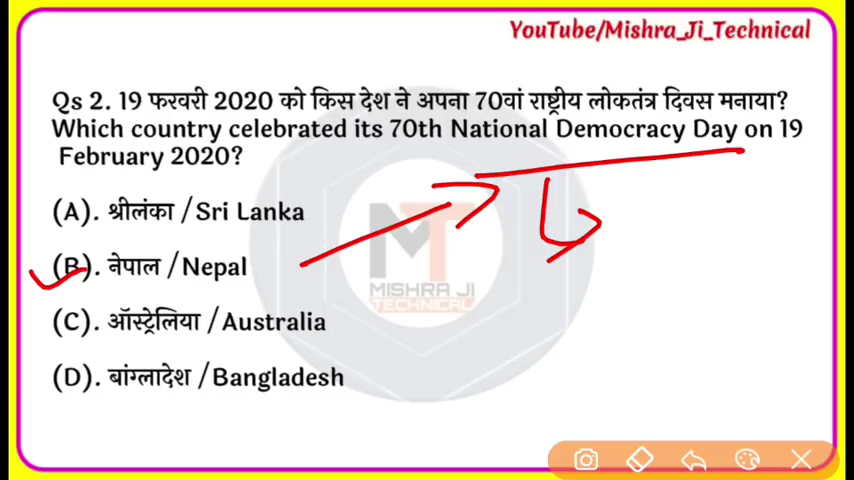 YouTube/Mishra_Ji_Technical
Qs 2. 19 फरवरी 2020 को किस देश ने अपना 70वां राष्ट्रीय लोकतंत्र दिवस मनाया?
Which country celebrated its 70th National Democracy Day on 19
February 2020?
(A). श्रीलंका /Sri Lanka
(B). नेपाल /Nepal
(C). ऑस्ट्रेलिया /Australia
(D). बांग्लादेश /Bangladesh
MT
MISHRA JI
TECHNICAL